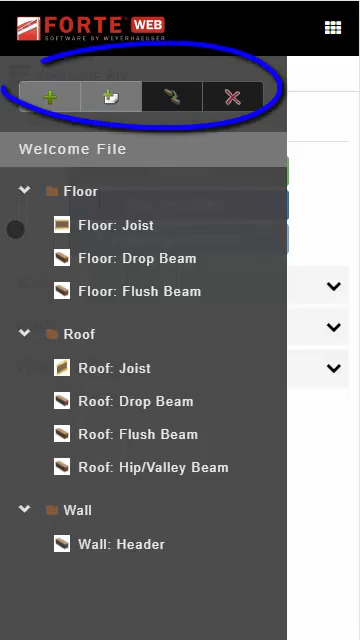 FORTE WEB
SOFTWARE BY WEYERHAEUSER
Welcome File
Floor
Floor: Joist
Floor: Drop Beam
Floor: Flush Beam
Roof
Roof: Joist
Roof: Drop Beam
Roof: Flush Beam
Roof: Hip/Valley Beam
Wall
Wall: Header